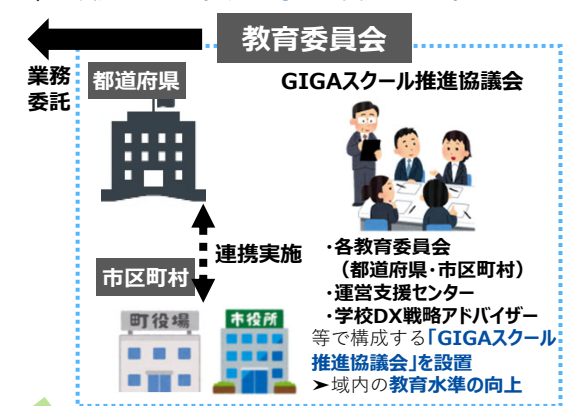 教育委員会
業務
委託
都道府県
GIGAスクール推進協議会
連携実施
市区町村
町役場
市役所
・各教育委員会
（都道府県・市区町村）
・運営支援センター
・学校DX戦略アドバイザー
等で構成する「GIGAスクール
推進協議会」を設置
➤域内の教育水準の向上